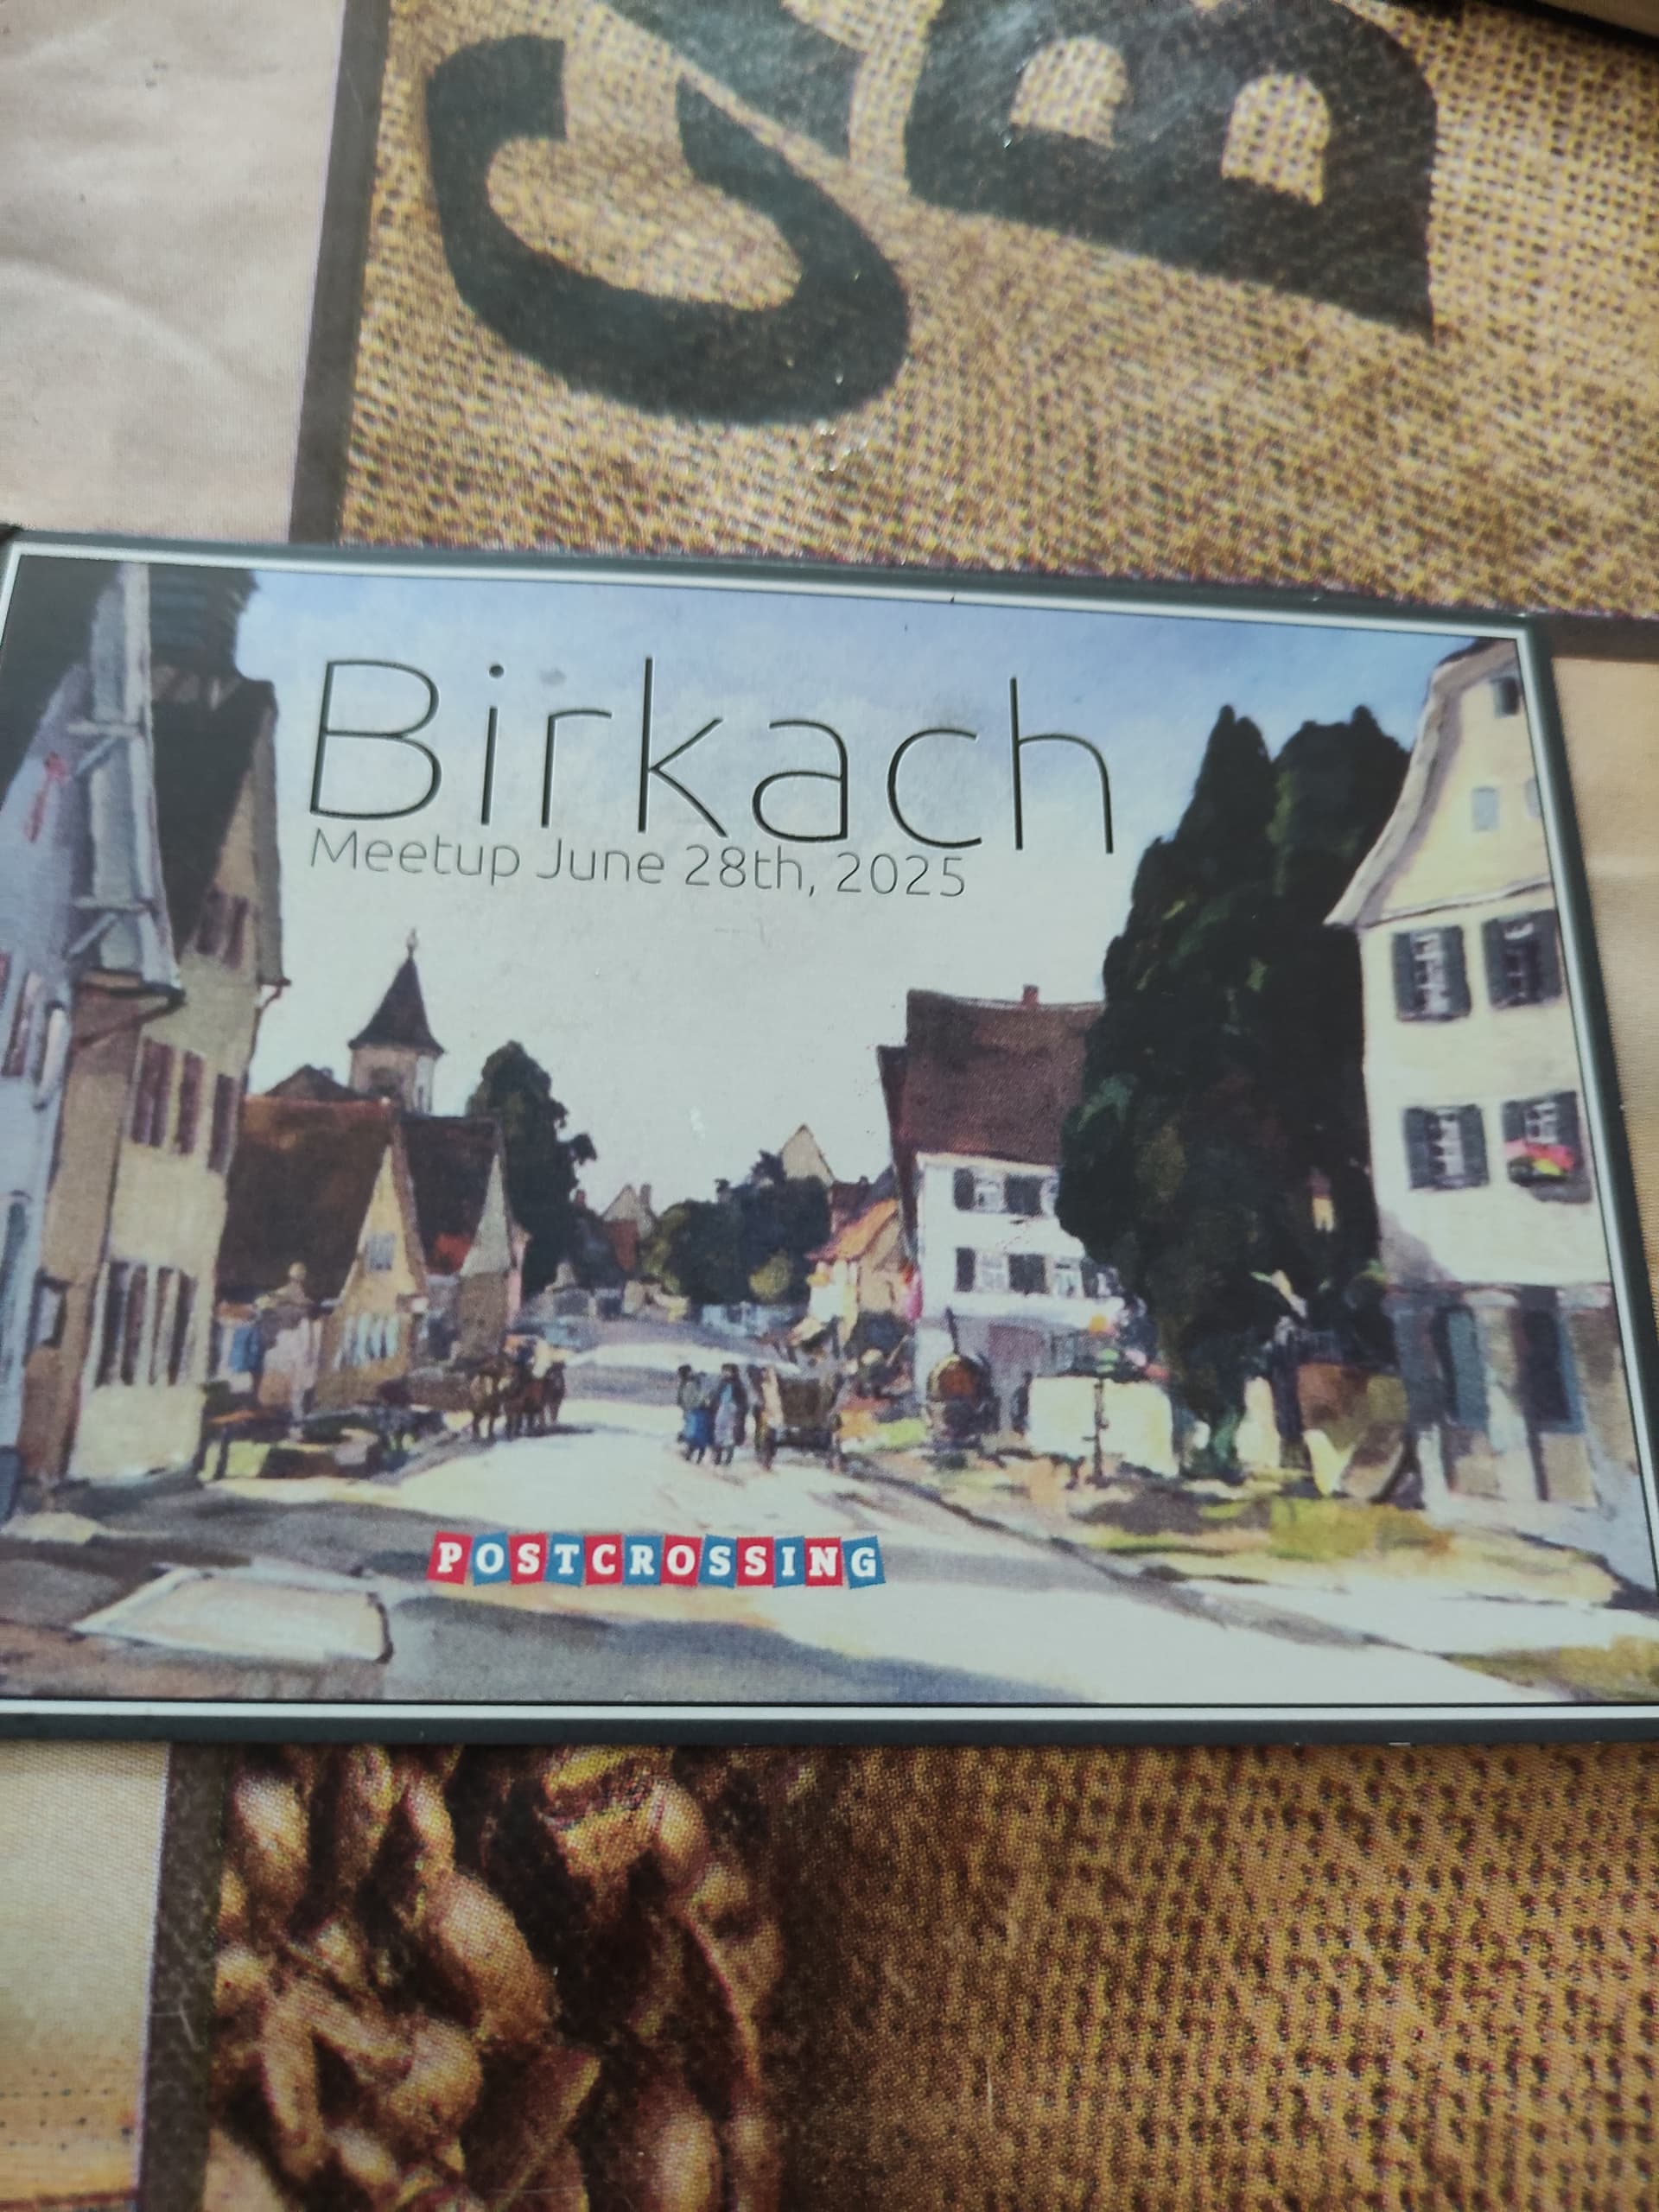 Birkach
Meetup June 28th, 2025
POSTCROSSING